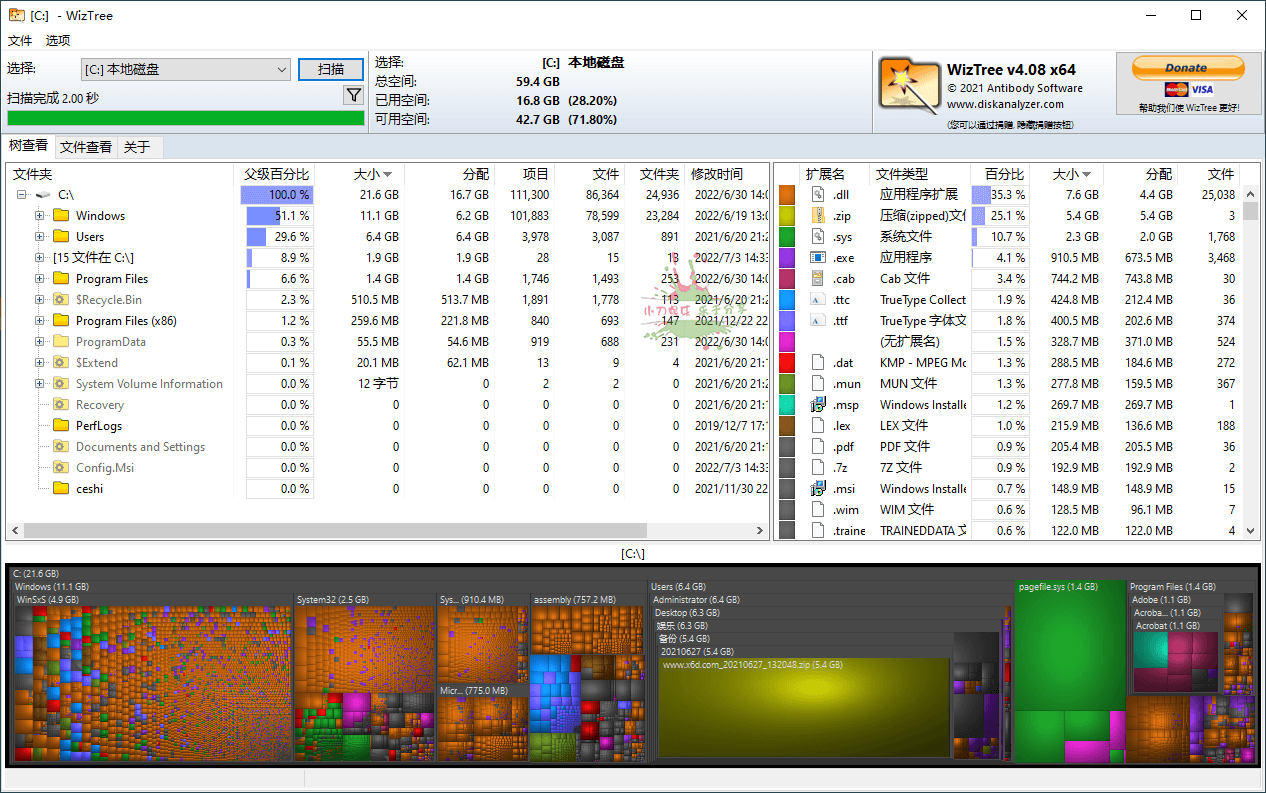 [C:] - WizTree
文件 选项
选择: [C:] 本地磁盘 扫描
扫描完成 2.00 秒
选择: [C:] 本地磁盘
总空间: 59.4 GB
已用空间: 16.8 GB (28.20%)
可用空间: 42.7 GB (71.80%)
WizTree v4.08 x64
© 2021 Antibody Software
www.diskanalyzer.com
(您可以通过捐赠, 隐藏捐赠按钮)
Donate
MasterCard VISA
帮助我们使 WizTree 更好!
树查看 文件查看 关于
文件夹 父级百分比 大小 分配 项目 文件 文件夹 修改时间
C:\ 100.0 % 21.6 GB 16.7 GB 111,300 86,364 24,936 2022/6/30 14:0
Windows 51.1 % 11.1 GB 6.2 GB 101,883 78,599 23,284 2022/6/19 13:0
Users 29.6 % 6.4 GB 6.4 GB 3,978 3,087 891 2021/6/20 21:2
[15 文件在 C:\] 8.9 % 1.9 GB 1.9 GB 28 15 13 2022/7/3 14:33
Program Files 6.6 % 1.4 GB 1.4 GB 1,746 1,493 253 2022/6/30 14:0
$Recycle.Bin 2.3 % 510.5 MB 513.7 MB 1,891 1,778 113 2021/6/20 21:2
Program Files (x86) 1.2 % 259.6 MB 221.8 MB 840 693 147 2021/12/22 22
ProgramData 0.3 % 55.5 MB 54.6 MB 919 688 231 2022/6/30 14:0
$Extend 0.1 % 20.1 MB 62.1 MB 13 9 4 2021/6/20 21:2
System Volume Information 0.0 % 12 字节 0 2 2 0 2021/6/20 21:2
Recovery 0.0 % 0 0 0 0 0 2021/6/20 21:1
PerfLogs 0.0 % 0 0 0 0 0 2019/12/7 17:1
Documents and Settings 0.0 % 0 0 0 0 0 2021/6/20 21:1
Config.Msi 0.0 % 0 0 0 0 0 2022/7/3 14:33
ceshi 0.0 % 0 0 0 0 0 2021/11/30 22
小刀娱乐 乐于分享
扩展名 文件类型 百分比 大小 分配 文件
.dll 应用程序扩展 35.3 % 7.6 GB 4.4 GB 25,038
.zip 压缩(zipped)文件 25.1 % 5.4 GB 5.4 GB 3
.sys 系统文件 10.7 % 2.3 GB 2.0 GB 1,768
.exe 应用程序 4.1 % 910.5 MB 673.5 MB 3,468
.cab Cab 文件 3.4 % 744.2 MB 743.8 MB 30
.ttc TrueType Collect 1.9 % 424.8 MB 212.4 MB 36
.ttf TrueType 字体文 1.8 % 400.5 MB 202.6 MB 374
(无扩展名) 1.5 % 328.7 MB 371.0 MB 524
.dat KMP - MPEG Mo 1.3 % 288.5 MB 184.6 MB 272
.mun MUN 文件 1.3 % 277.8 MB 159.5 MB 367
.msp Windows Installe 1.2 % 269.7 MB 269.7 MB 1
.lex LEX 文件 1.0 % 215.9 MB 136.6 MB 188
.pdf PDF 文件 0.9 % 205.4 MB 205.5 MB 36
.7z 7Z 文件 0.9 % 192.9 MB 192.9 MB 2
.msi Windows Installe 0.7 % 148.9 MB 148.9 MB 15
.wim WIM 文件 0.6 % 128.5 MB 96.1 MB 7
.traine TRAINEDDATA 文 0.6 % 122.0 MB 122.0 MB 4
[C:\]
C: (21.6 GB)
Windows (11.1 GB)
WinSxS (4.9 GB)
System32 (2.5 GB)
Sys... (910.4 MB)
Micr... (775.0 MB)
assembly (757.2 MB)
Users (6.4 GB)
Administrator (6.4 GB)
Desktop (6.3 GB)
娱乐 (6.3 GB)
备份 (5.4 GB)
20210627 (5.4 GB)
www.x6d.com_20210627_132048.zip (5.4 GB)
pagefile.sys (1.4 GB)
Program Files (1.4 GB)
Adobe (1.1 GB)
Acroba... (1.1 GB)
Acrobat (1.1 GB)